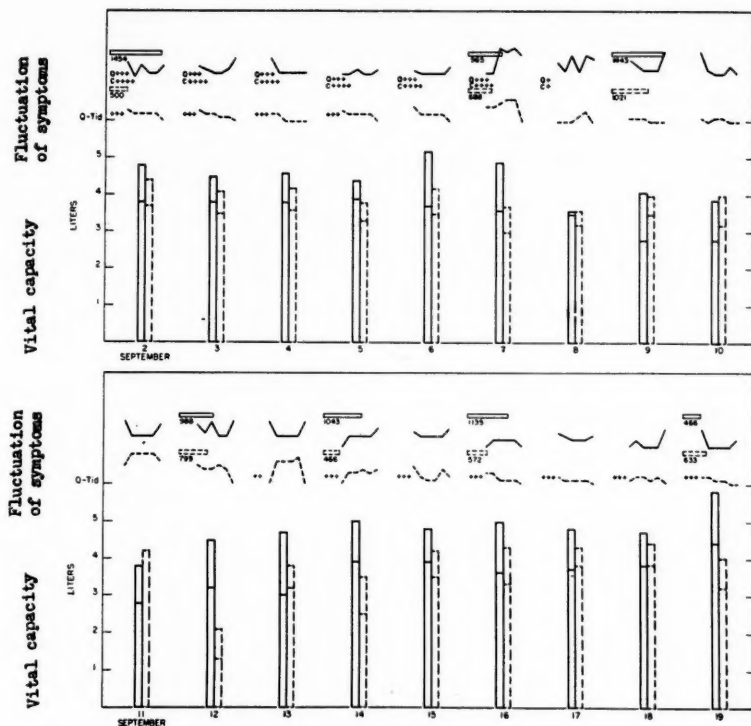 Fluctuation of symptoms
Vital capacity
1454
Q+++
C++++
500
Q+++
C++++
Q+++
C++++
Q+++
C++++
Q+++
C++++
985
Q+++
C++++
688
Q+
C+
1021
Q-Tid
+++
+++
+++
+++
+++
LITERS
5
4
3
2
1
2
3
4
5
6
7
8
9
10
SEPTEMBER
Fluctuation of symptoms
Vital capacity
988
1043
1135
466
799
466
572
633
Q-Tid
++
+++
+++
+++
+++
+++
+++
LITERS
5
4
3
2
1
11
12
13
14
15
16
17
18
19
SEPTEMBER